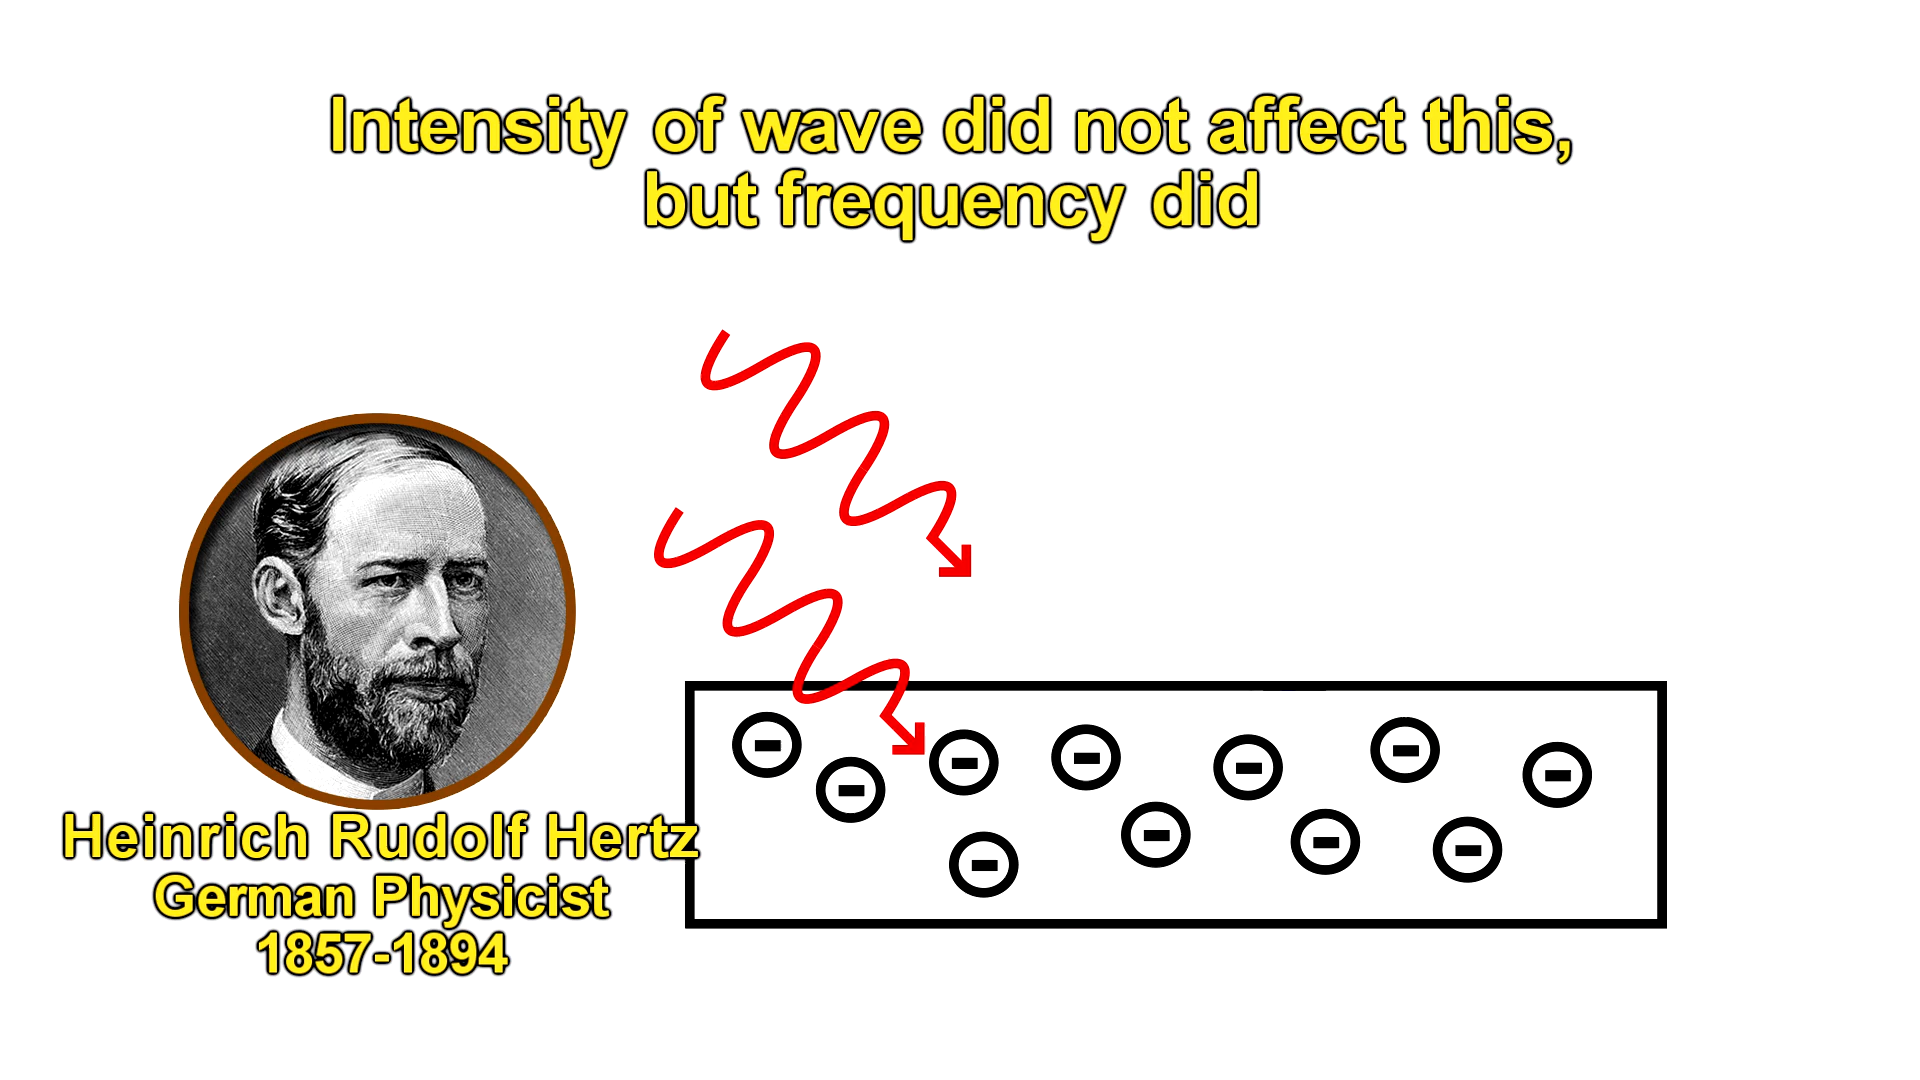 Intensity of wave did not affect this,
but frequency did
Heinrich Rudolf Hertz
German Physicist
1857-1894